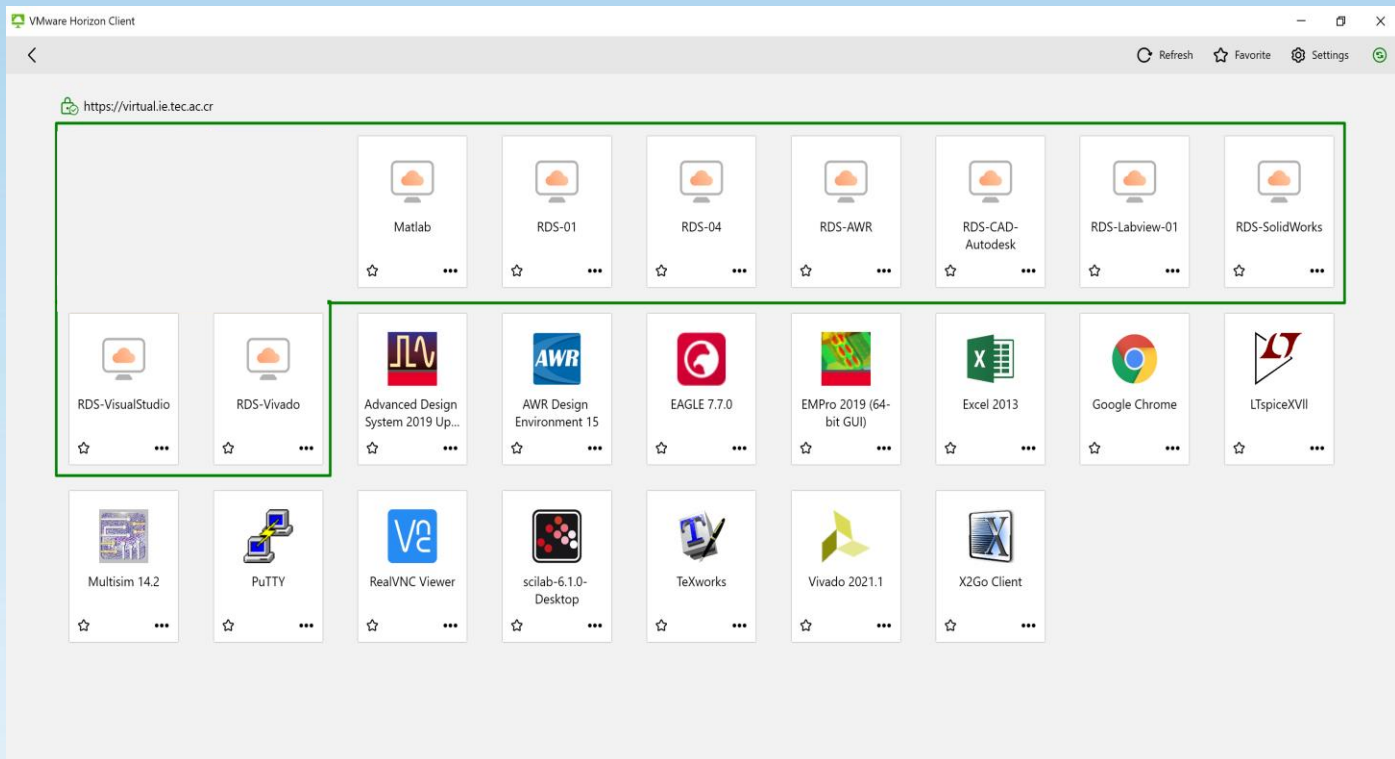 VMware Horizon Client
Refresh Favorite Settings
https://virtual.ie.tec.ac.cr
Matlab
RDS-01
RDS-04
RDS-AWR
RDS-CAD-
Autodesk
RDS-Labview-01
RDS-SolidWorks
RDS-VisualStudio
RDS-Vivado
Advanced Design
System 2019 Up...
AWR
AWR Design
Environment 15
EAGLE 7.7.0
EMPro 2019 (64-
bit GUI)
X
Excel 2013
Google Chrome
LT
LTspiceXVII
Multisim 14.2
PuTTY
V2
RealVNC Viewer
scilab-6.1.0-
Desktop
T
TeXworks
Vivado 2021.1
X
X2Go Client